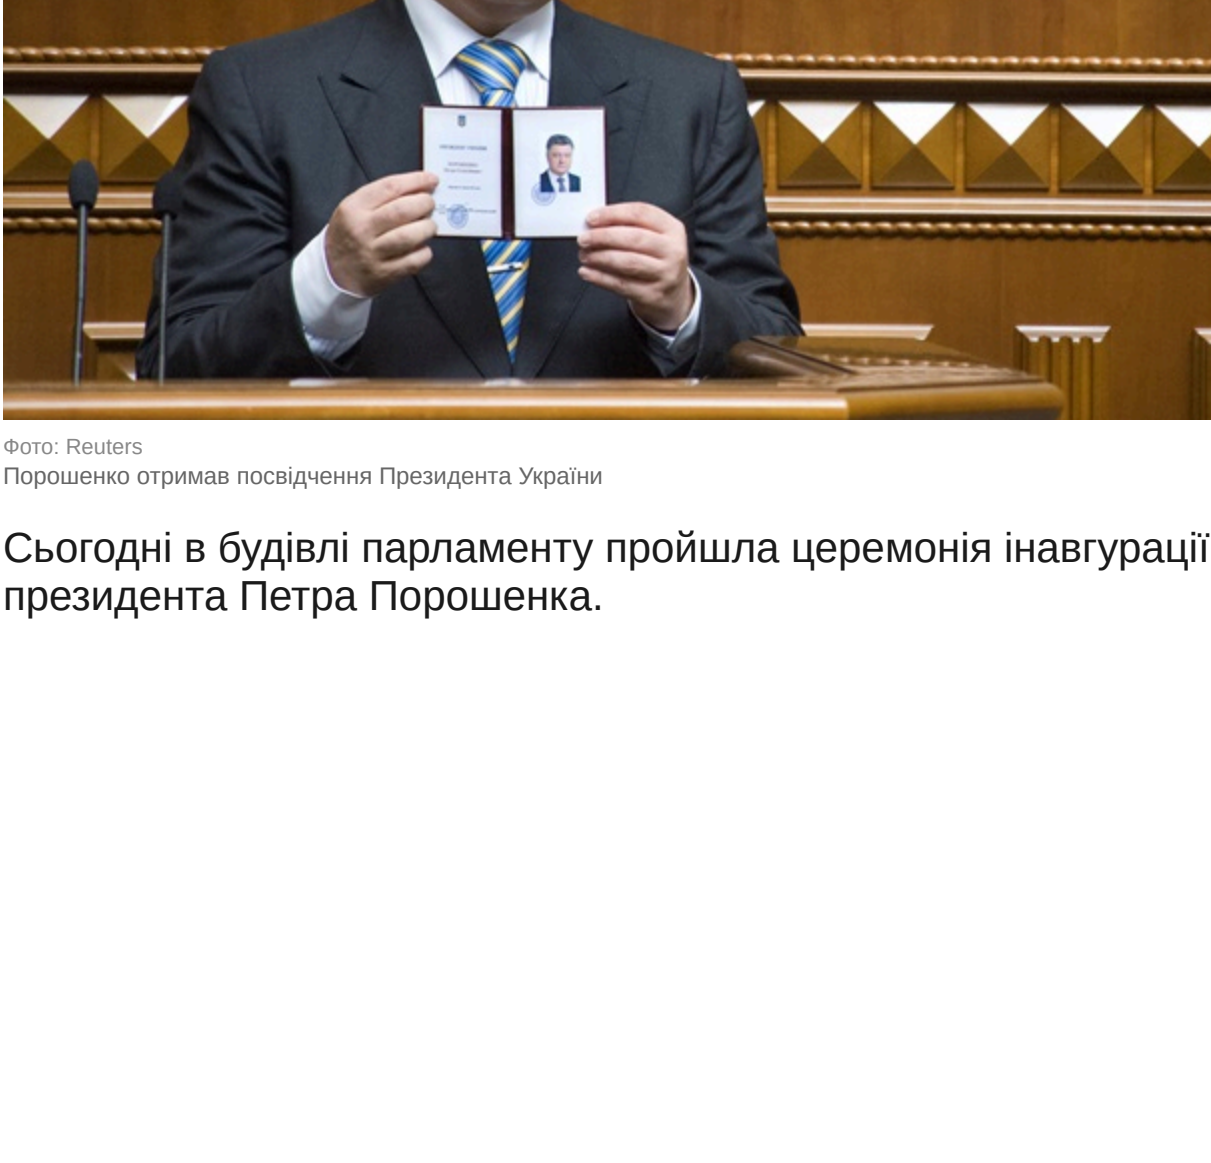 Фото: Reuters
Порошенко отримав посвідчення Президента України
Сьогодні в будівлі парламенту пройшла церемонія інавгурації
президента Петра Порошенка.